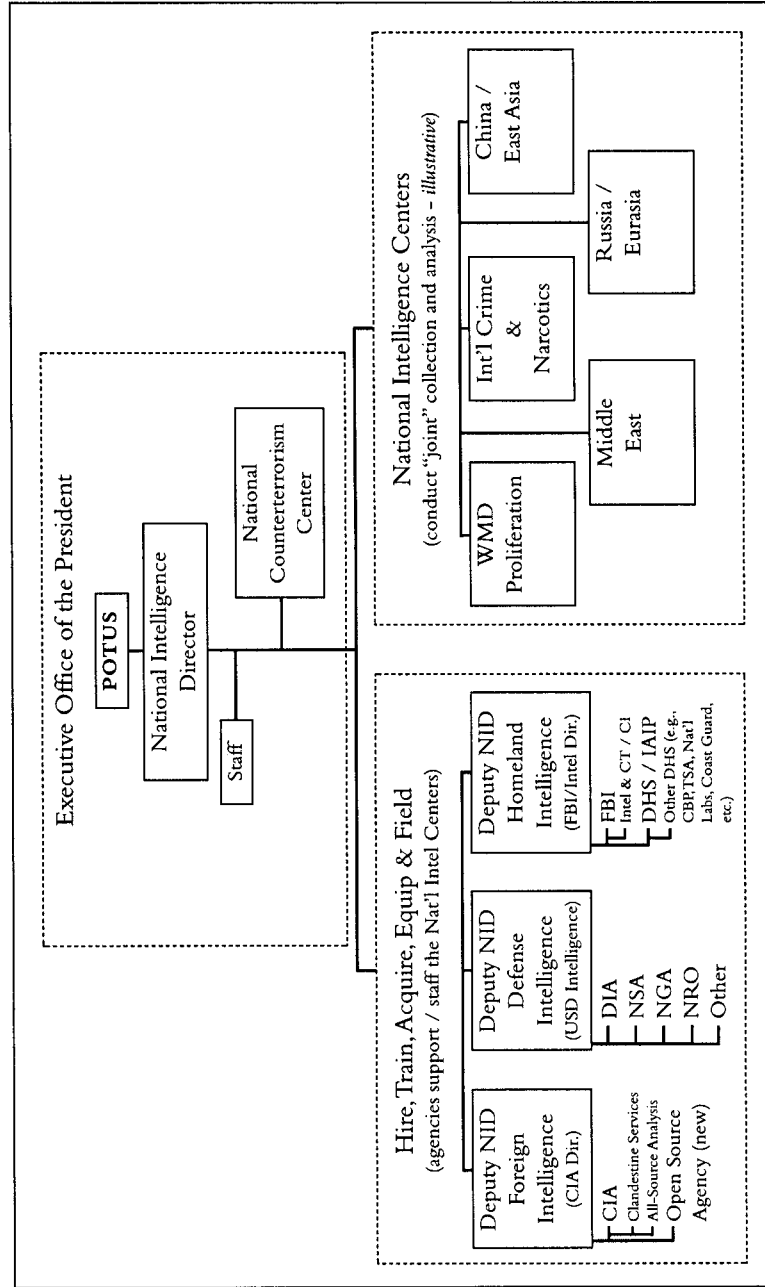 Executive Office of the President
POTUS
National Intelligence
Director
Staff
National
Counterterrorism
Center
Hire, Train, Acquire, Equip & Field
(agencies support / staff the Nat'l Intel Centers)
Deputy NID
Foreign
Intelligence
(CIA Dir.)
CIA
Clandestine Services
All-Source Analysis
Open Source
Agency (new)
Deputy NID
Defense
Intelligence
(USD Intelligence)
DIA
NSA
NGA
NRO
Other
Deputy NID
Homeland
Intelligence
(FBI/Intel Dir.)
FBI
Intel & CT / CI
DHS / IAIP
Other DHS (e.g.,
CBP, TSA, Nat'l
Labs, Coast Guard,
etc.)
National Intelligence Centers
(conduct "joint" collection and analysis – illustrative)
WMD
Proliferation
Int'l Crime
&
Narcotics
China /
East Asia
Middle
East
Russia /
Eurasia